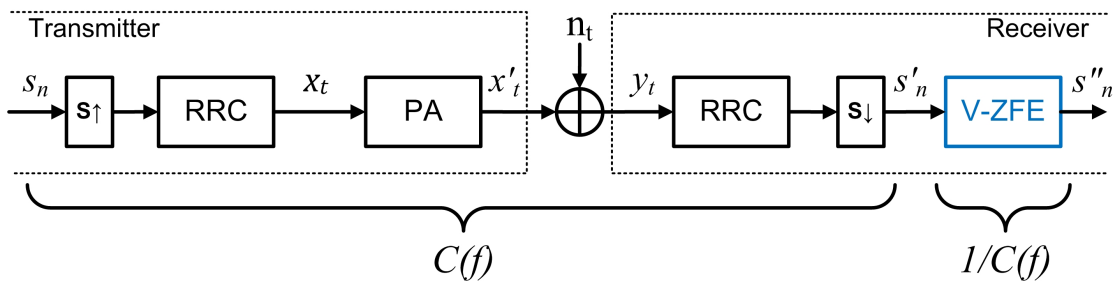 Transmitter
n_t
Receiver
s_n
s↑
RRC
x_t
PA
x'_t
y_t
RRC
s↓
s'_n
V-ZFE
s''_n
C(f)
1/C(f)